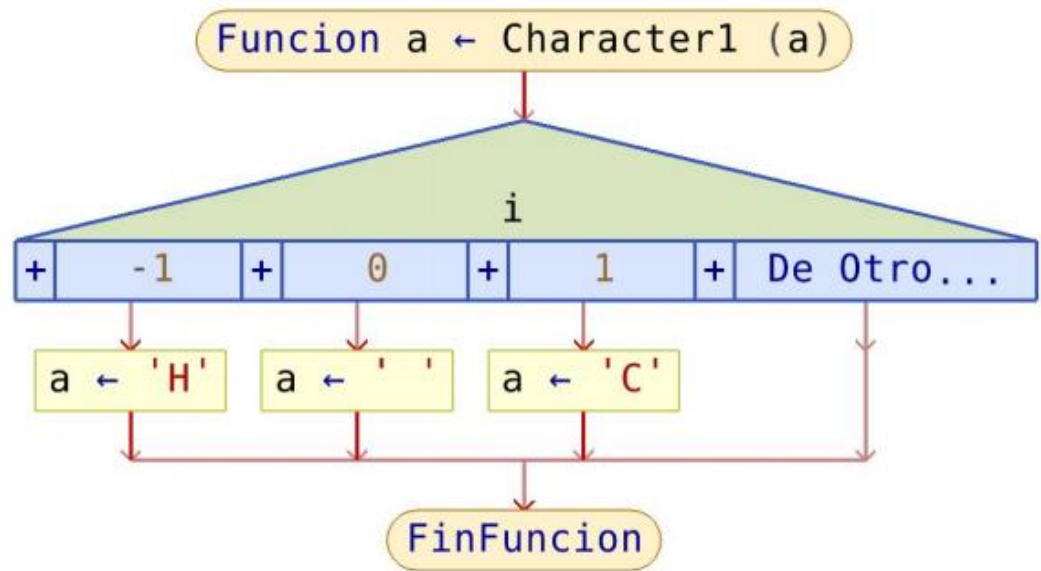 Funcion a ← Character1 (a)
i
+ -1 + 0 + 1 + De Otro...
a ← 'H' a ← ' ' a ← 'C'
FinFuncion